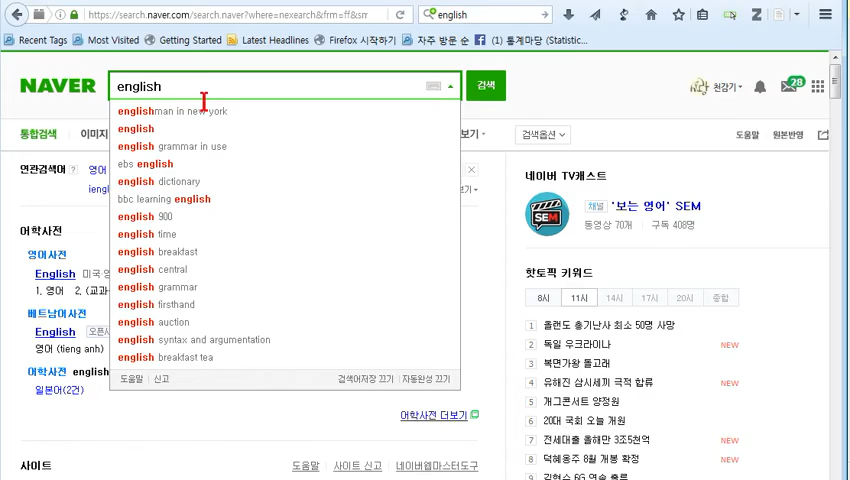 https://search.naver.com/search.naver?where=nexearch&frm=ff&sm
english
Recent Tags Most Visited Getting Started Latest Headlines Firefox 시작하기 자주 방문 순 (1) 통계마당 (Statistic...
NAVER english 검색 천감기 28
통합검색 이미지 보기 검색옵션 도움말 원본반영
englishman in new york
english
english grammar in use
ebs english
english dictionary
bbc learning english
english 900
english time
english breakfast
english central
english grammar
english firsthand
english auction
english syntax and argumentation
english breakfast tea
도움말 신고 검색어저장 끄기 자동완성 끄기
연관검색어 ? 영어
보기
어학사전
영어사전
English 미국·영
1. 영어 2. (교과
베트남어사전
English 오픈사
영어 (tieng anh)
어학사전 english
일본어(2건)
어학사전 더보기
사이트 도움말 사이트 신고 네이버웹마스터도구
네이버 TV캐스트
SEM
채널 '보는 영어' SEM
동영상 70개 구독 408명
핫토픽 키워드
8시 11시 14시 17시 20시 종합
1 올랜도 총기난사 최소 50명 사망
2 독일 우크라이나 NEW
3 복면가왕 돌고래
4 유해진 삼시세끼 극적 합류 NEW
5 개그콘서트 양정원
6 20대 국회 오늘 개원
7 전세대출 올해만 3조5천억 NEW
8 덕혜옹주 8월 개봉 확정 NEW
9